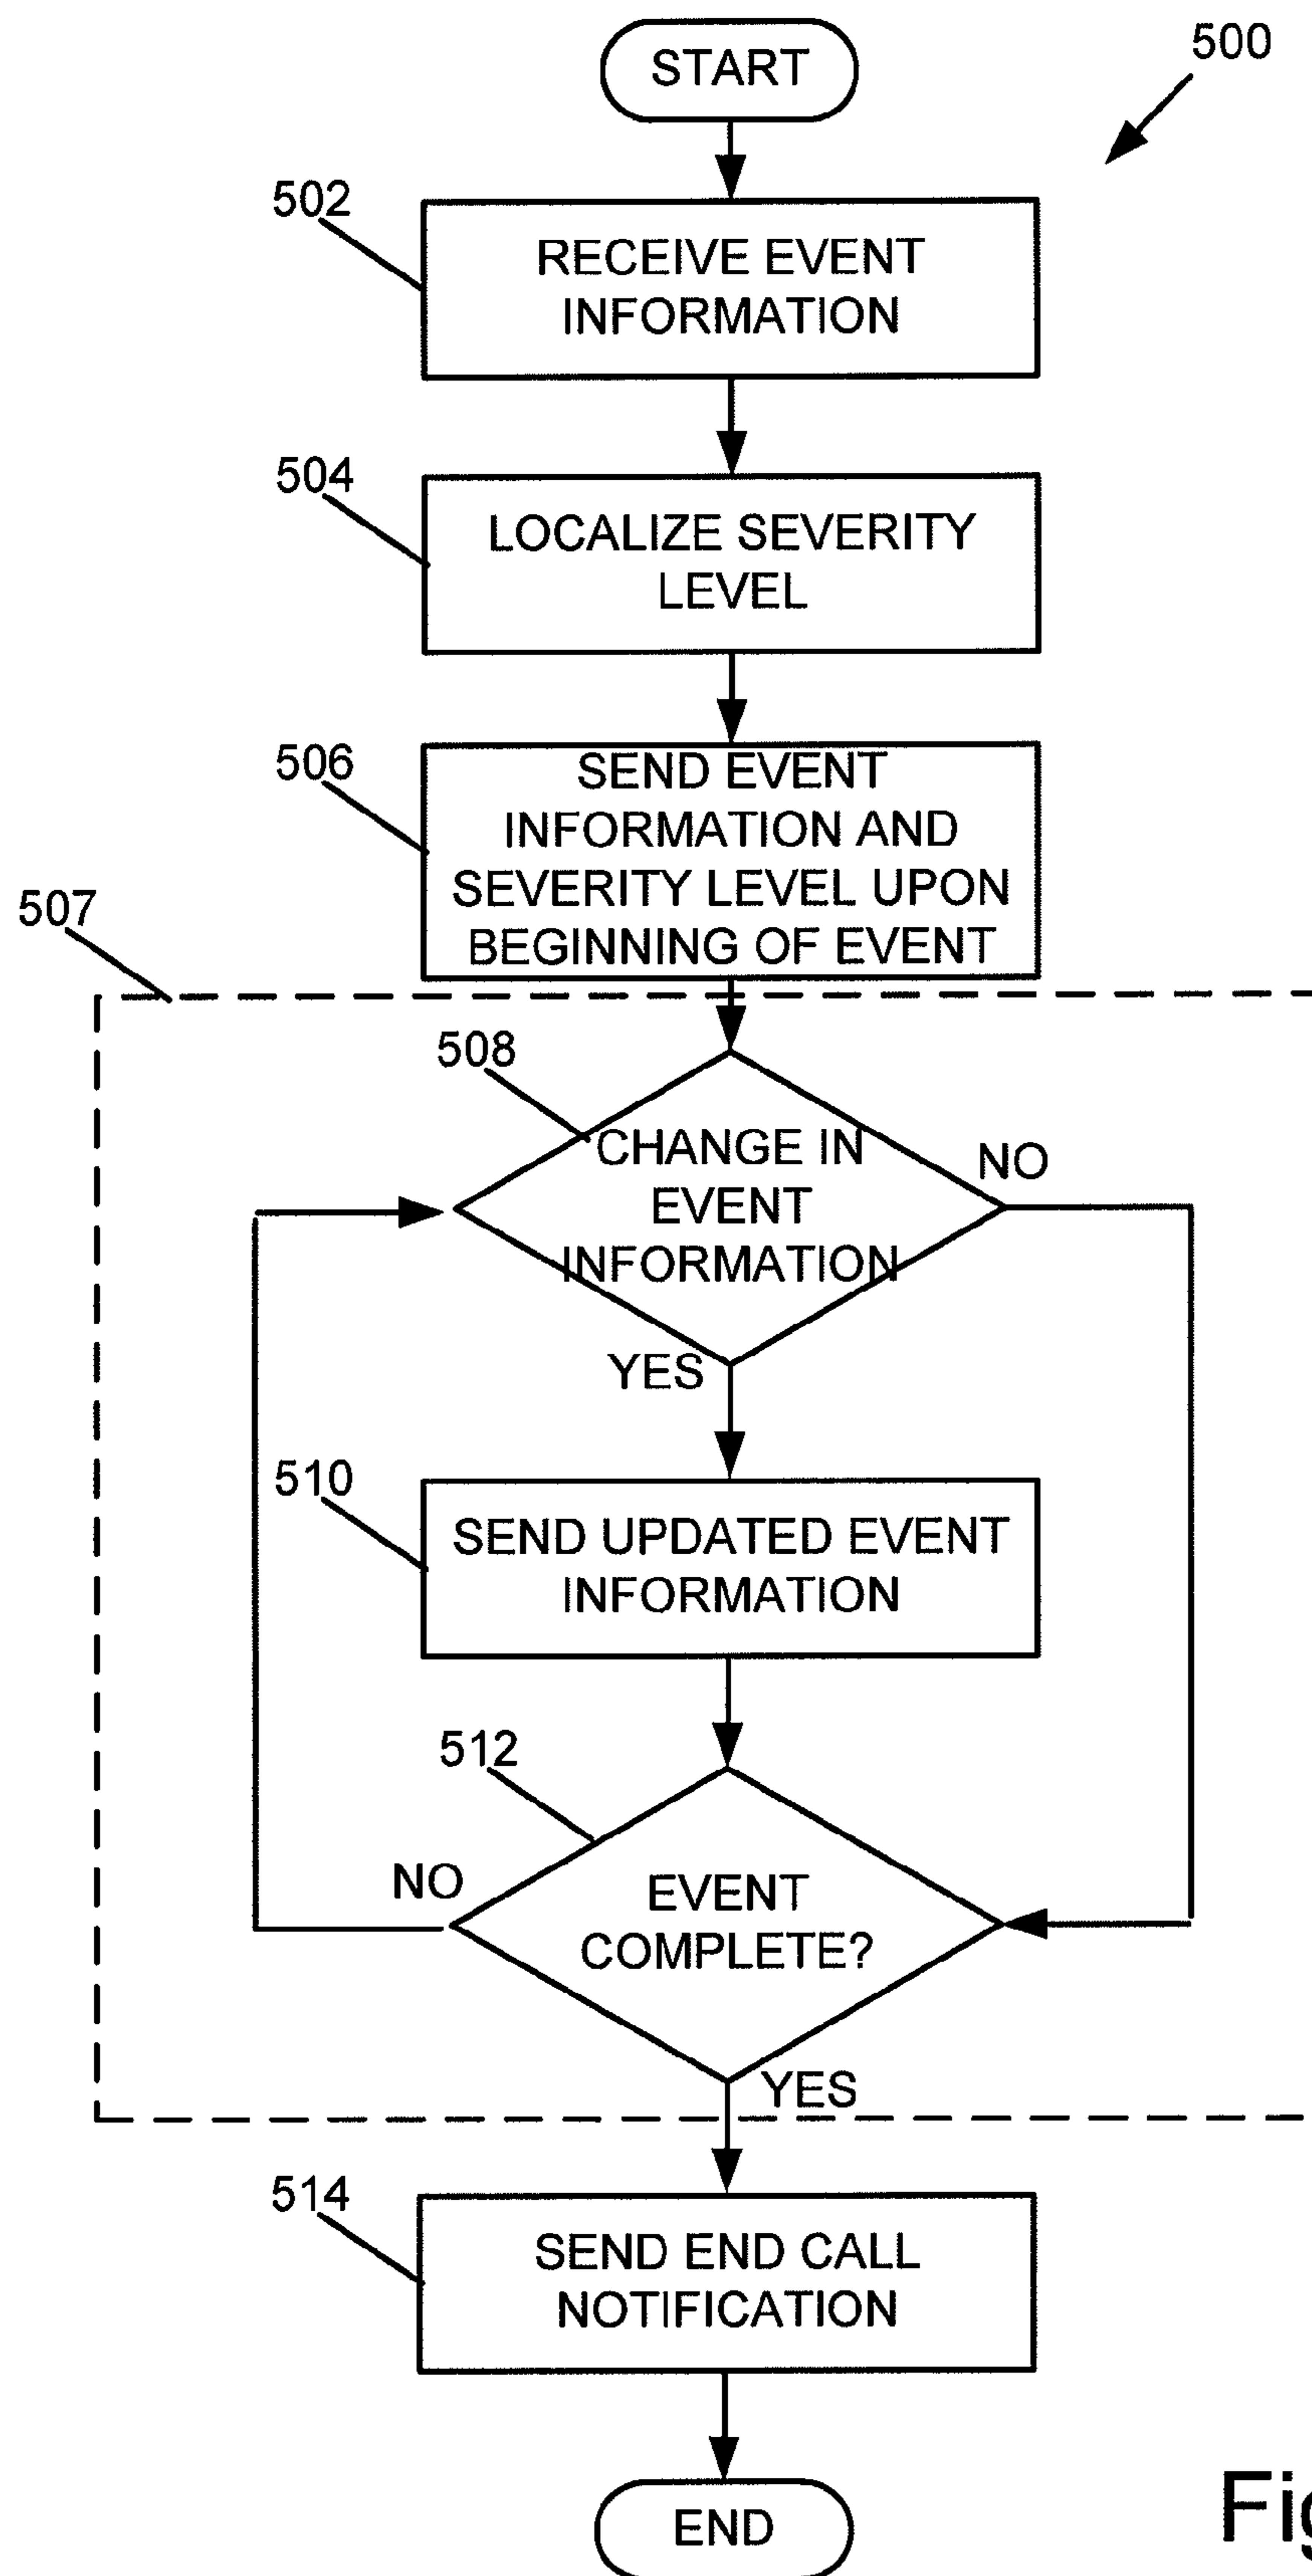 START
500
502
RECEIVE EVENT
INFORMATION
504
LOCALIZE SEVERITY
LEVEL
506
SEND EVENT
INFORMATION AND
SEVERITY LEVEL UPON
BEGINNING OF EVENT
507
508
CHANGE IN
EVENT
INFORMATION
NO
YES
510
SEND UPDATED EVENT
INFORMATION
512
NO
EVENT
COMPLETE?
YES
514
SEND END CALL
NOTIFICATION
END